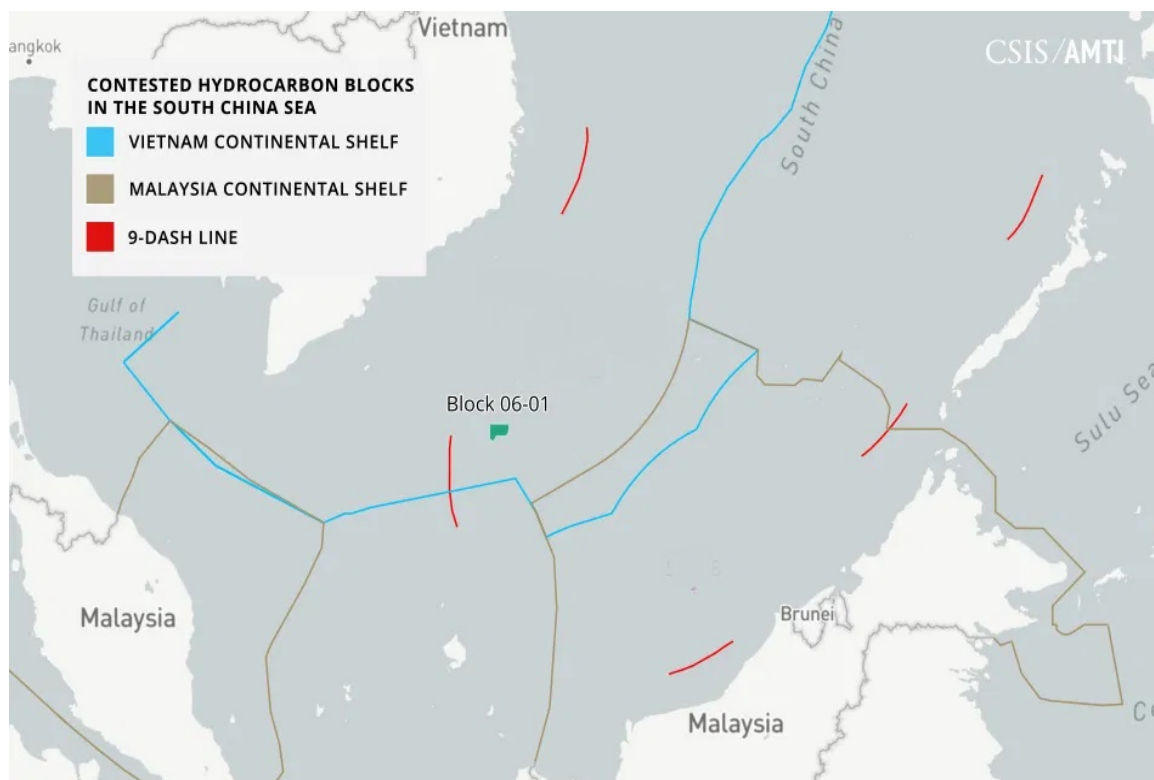 Vietnam
angkok
CSIS/AMTI
CONTESTED HYDROCARBON BLOCKS
IN THE SOUTH CHINA SEA
VIETNAM CONTINENTAL SHELF
MALAYSIA CONTINENTAL SHELF
9-DASH LINE
South China
Gulf of
Thailand
Block 06-01
Sulu Sea
Malaysia
Brunei
Malaysia